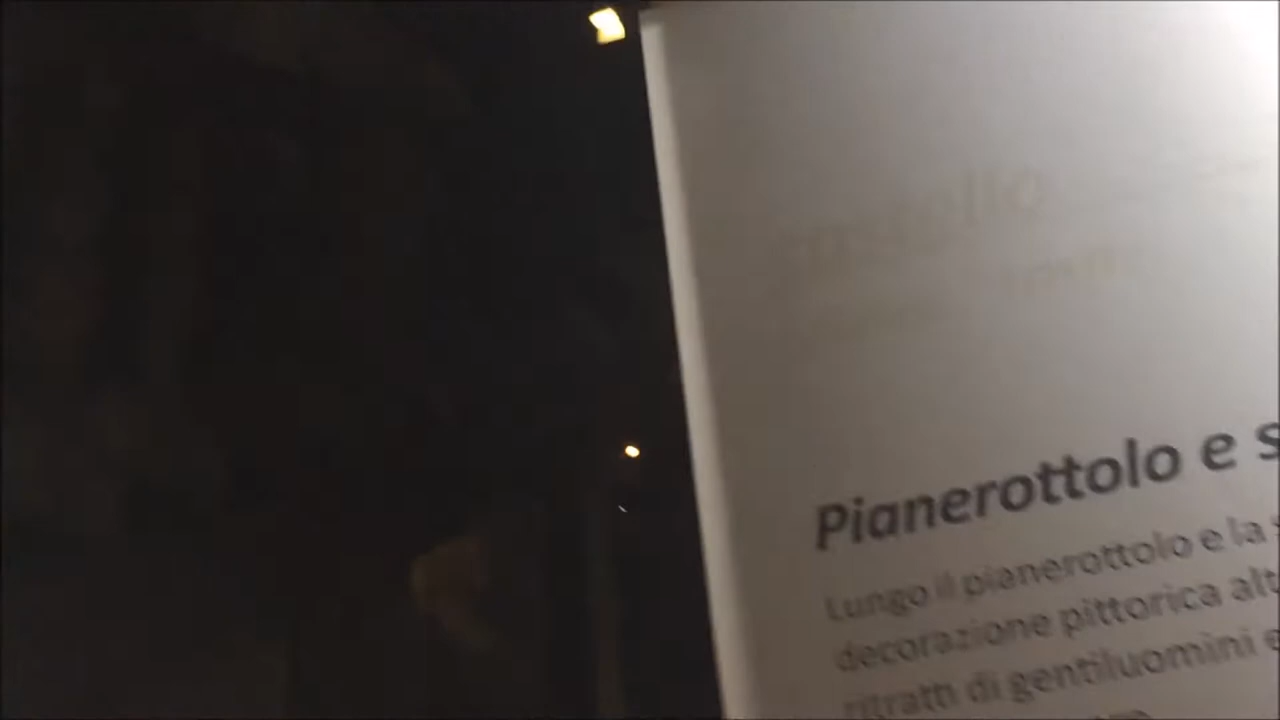 Pianerottolo e s
Lungo il pianerottolo e la s
decorazione pittorica alt
ritratti di gentiluomini e